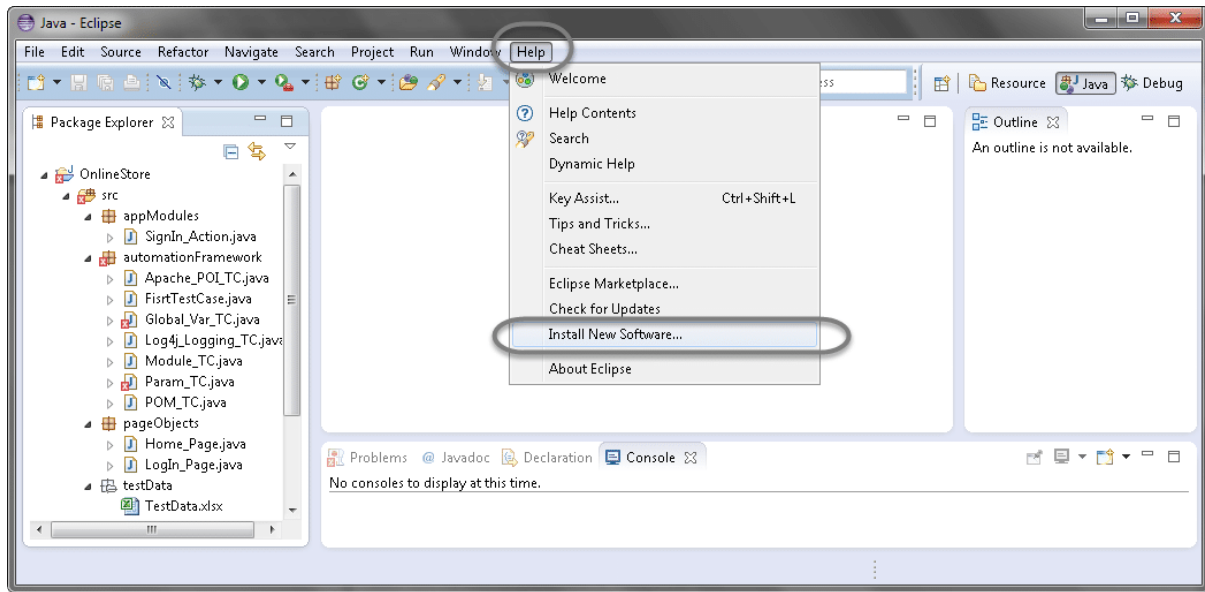 Java - Eclipse
File Edit Source Refactor Navigate Search Project Run Window Help
Resource Java Debug
Package Explorer
OnlineStore
src
appModules
SignIn_Action.java
automationFramework
Apache_POI_TC.java
FisrtTestCase.java
Global_Var_TC.java
Log4j_Logging_TC.java
Module_TC.java
Param_TC.java
POM_TC.java
pageObjects
Home_Page.java
LogIn_Page.java
testData
TestData.xlsx
Welcome
Help Contents
Search
Dynamic Help
Key Assist... Ctrl+Shift+L
Tips and Tricks...
Cheat Sheets...
Eclipse Marketplace...
Check for Updates
Install New Software...
About Eclipse
Outline
An outline is not available.
Problems @ Javadoc Declaration Console
No consoles to display at this time.